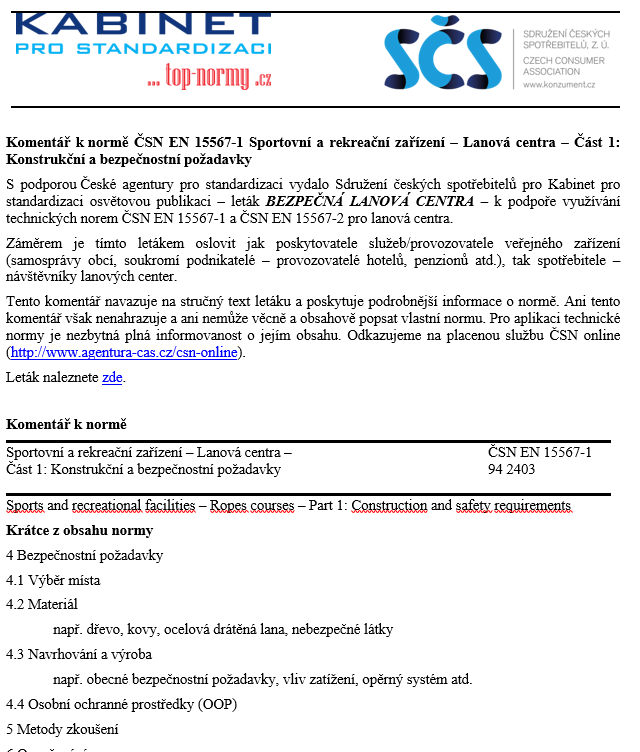 KABINET
PRO STANDARDIZACI
... top-normy .cz
SČS
SDRUŽENÍ ČESKÝCH
SPOTŘEBITELŮ, Z. Ú.
CZECH CONSUMER
ASSOCIATION
www.konzument.cz
Komentář k normě ČSN EN 15567-1 Sportovní a rekreační zařízení – Lanová centra – Část 1:
Konstrukční a bezpečnostní požadavky
S podporou České agentury pro standardizaci vydalo Sdružení českých spotřebitelů pro Kabinet pro
standardizaci osvětovou publikaci – leták BEZPEČNÁ LANOVÁ CENTRA – k podpoře využívání
technických norem ČSN EN 15567-1 a ČSN EN 15567-2 pro lanová centra.
Záměrem je tímto letákem oslovit jak poskytovatele služeb/provozovatele veřejného zařízení
(samosprávy obcí, soukromí podnikatelé – provozovatelé hotelů, penzionů atd.), tak spotřebitele –
návštěvníky lanových center.
Tento komentář navazuje na stručný text letáku a poskytuje podrobnější informace o normě. Ani tento
komentář však nenahrazuje a ani nemůže věcně a obsahově popsat vlastní normu. Pro aplikaci technické
normy je nezbytná plná informovanost o jejím obsahu. Odkazujeme na placenou službu ČSN online
(http://www.agentura-cas.cz/csn-online).
Leták naleznete zde.
Komentář k normě
Sportovní a rekreační zařízení – Lanová centra – ČSN EN 15567-1
Část 1: Konstrukční a bezpečnostní požadavky 94 2403
Sports and recreational facilities – Ropes courses – Part 1: Construction and safety requirements
Krátce z obsahu normy
4 Bezpečnostní požadavky
4.1 Výběr místa
4.2 Materiál
např. dřevo, kovy, ocelová drátěná lana, nebezpečné látky
4.3 Navrhování a výroba
např. obecné bezpečnostní požadavky, vliv zatížení, opěrný systém atd.
4.4 Osobní ochranné prostředky (OOP)
5 Metody zkoušení